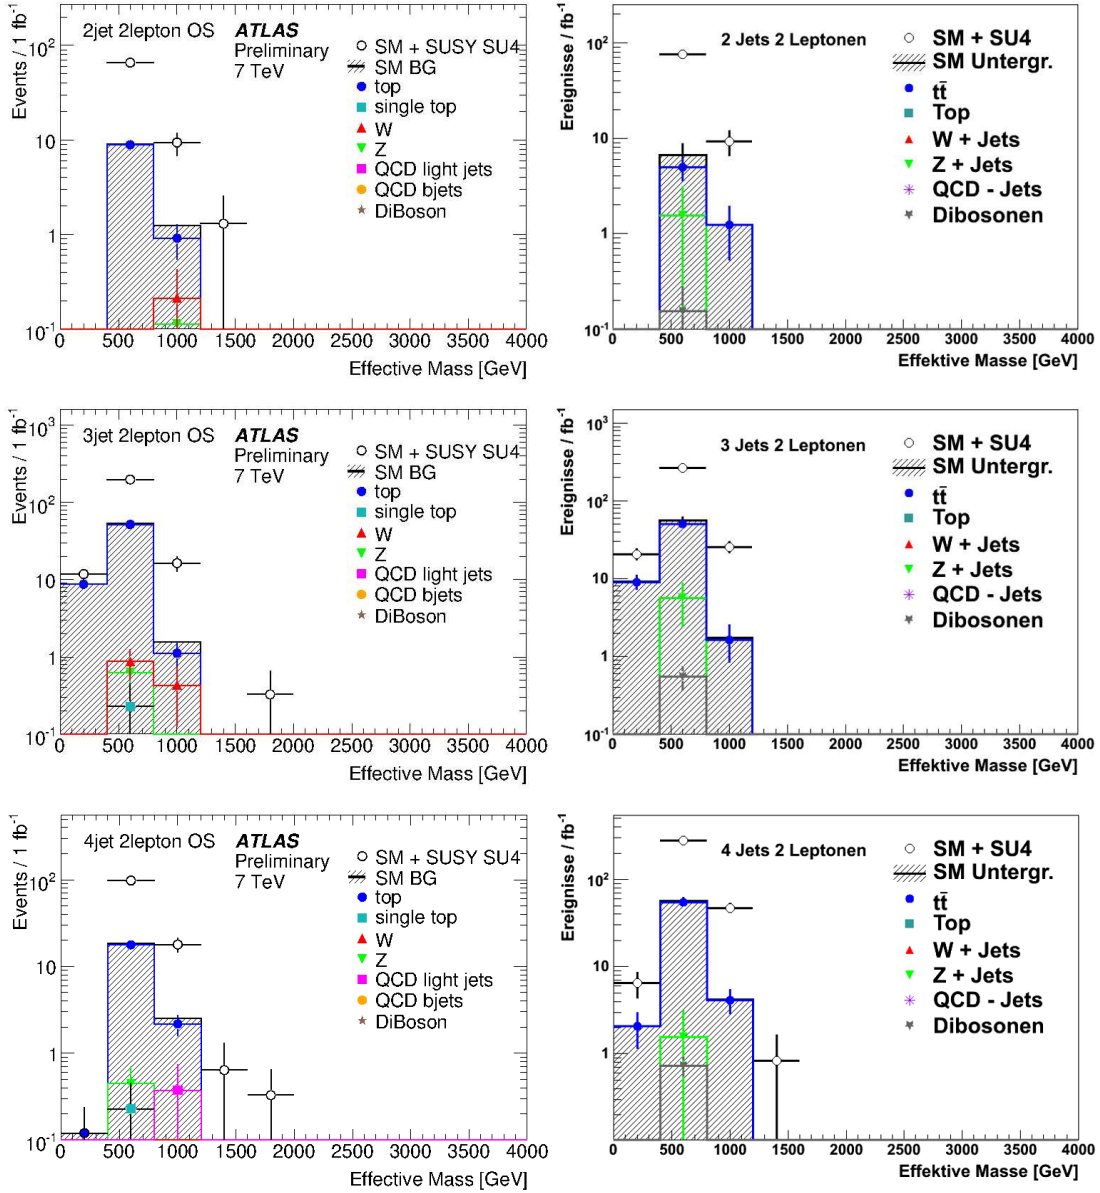 2jet 2lepton OS
ATLAS
Preliminary
7 TeV
SM + SUSY SU4
SM BG
top
single top
W
Z
QCD light jets
QCD bjets
DiBoson
Events / 1 fb⁻¹
10²
10
1
10⁻¹
0 500 1000 1500 2000 2500 3000 3500 4000
Effective Mass [GeV]
2 Jets 2 Leptonen
SM + SU4
SM Untergr.
tt̄
Top
W + Jets
Z + Jets
QCD - Jets
Dibosonen
Ereignisse / fb⁻¹
10²
10
1
10⁻¹
0 500 1000 1500 2000 2500 3000 3500 4000
Effektive Masse [GeV]
3jet 2lepton OS
ATLAS
Preliminary
7 TeV
SM + SUSY SU4
SM BG
top
single top
W
Z
QCD light jets
QCD bjets
DiBoson
Events / 1 fb⁻¹
10³
10²
10
1
10⁻¹
0 500 1000 1500 2000 2500 3000 3500 4000
Effective Mass [GeV]
3 Jets 2 Leptonen
SM + SU4
SM Untergr.
tt̄
Top
W + Jets
Z + Jets
QCD - Jets
Dibosonen
Ereignisse / fb⁻¹
10³
10²
10
1
10⁻¹
0 500 1000 1500 2000 2500 3000 3500 4000
Effektive Masse [GeV]
4jet 2lepton OS
ATLAS
Preliminary
7 TeV
SM + SUSY SU4
SM BG
top
single top
W
Z
QCD light jets
QCD bjets
DiBoson
Events / 1 fb⁻¹
10²
10
1
10⁻¹
0 500 1000 1500 2000 2500 3000 3500 4000
Effective Mass [GeV]
4 Jets 2 Leptonen
SM + SU4
SM Untergr.
tt̄
Top
W + Jets
Z + Jets
QCD - Jets
Dibosonen
Ereignisse / fb⁻¹
10²
10
1
10⁻¹
0 500 1000 1500 2000 2500 3000 3500 4000
Effektive Masse [GeV]